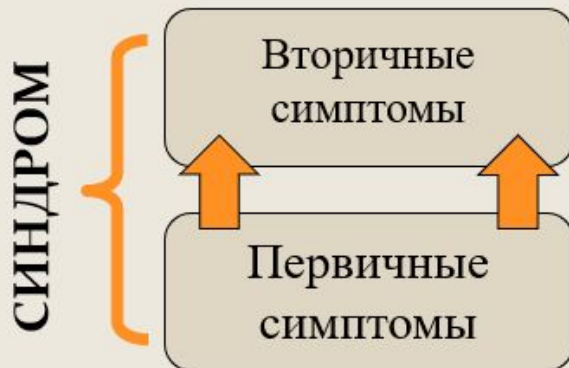 СИНДРОМ
Вторичные
симптомы
Первичные
симптомы